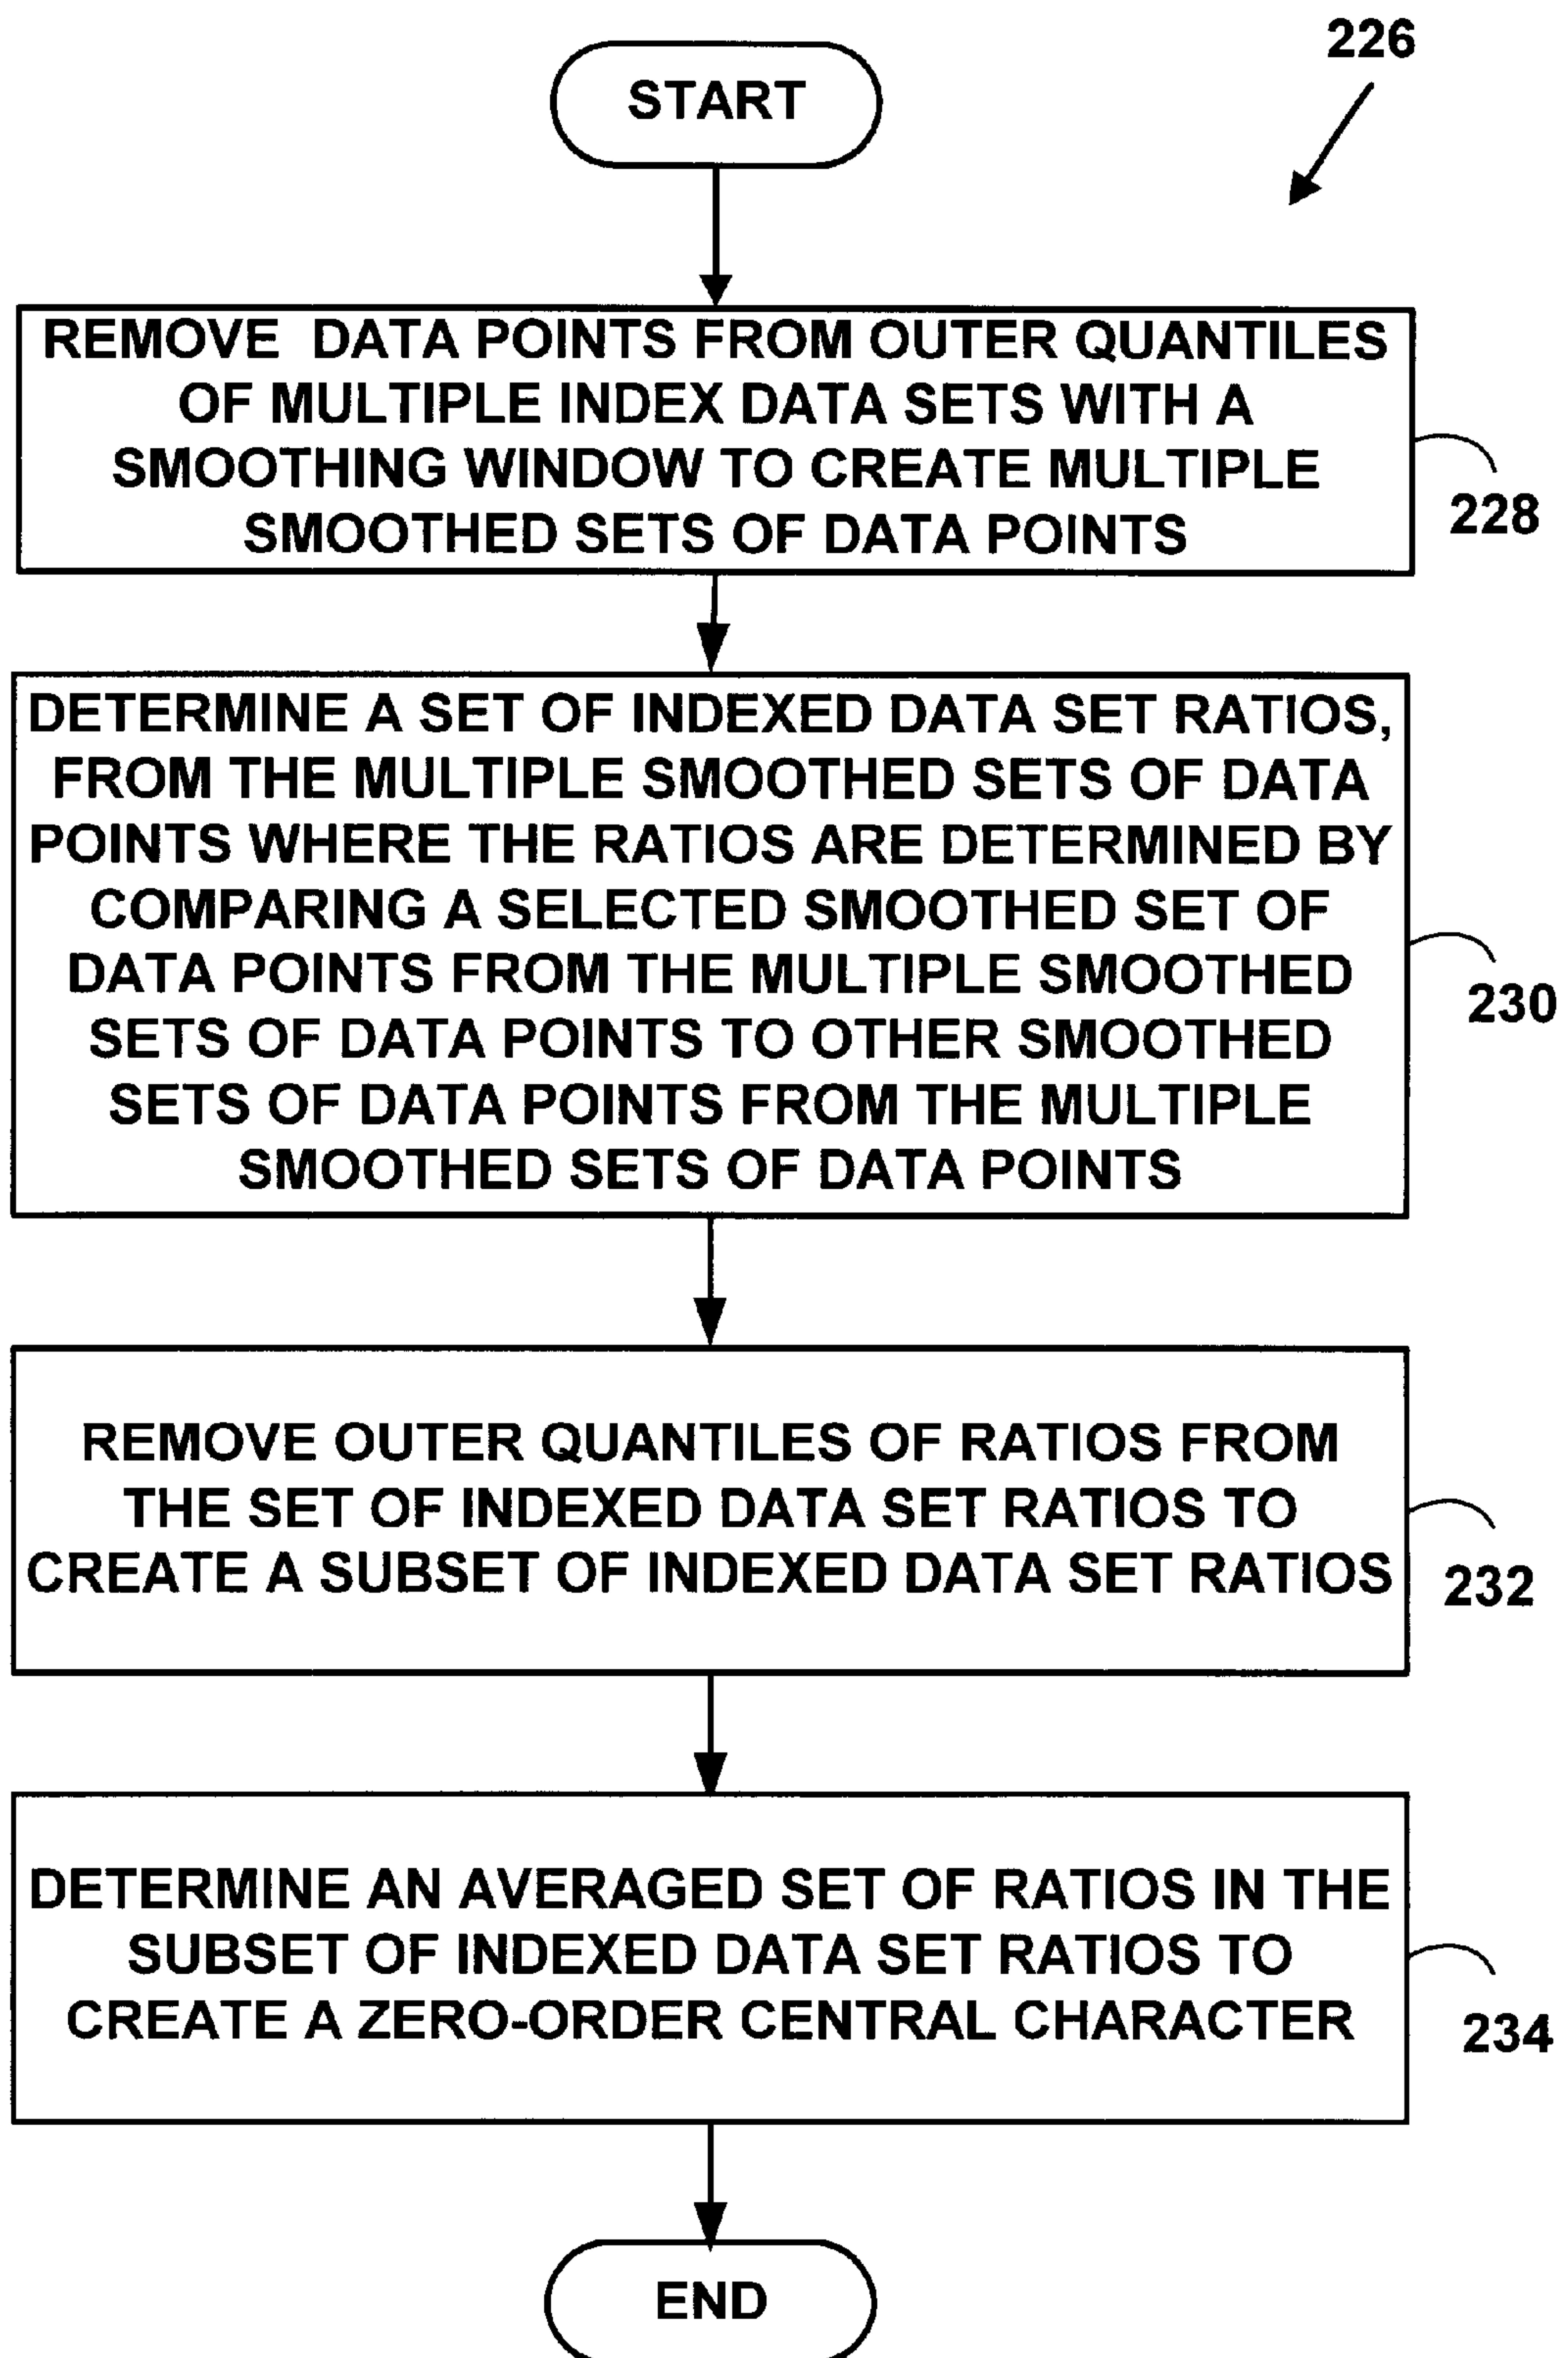 226
START
REMOVE DATA POINTS FROM OUTER QUANTILES
OF MULTIPLE INDEX DATA SETS WITH A
SMOOTHING WINDOW TO CREATE MULTIPLE
SMOOTHED SETS OF DATA POINTS
228
DETERMINE A SET OF INDEXED DATA SET RATIOS,
FROM THE MULTIPLE SMOOTHED SETS OF DATA
POINTS WHERE THE RATIOS ARE DETERMINED BY
COMPARING A SELECTED SMOOTHED SET OF
DATA POINTS FROM THE MULTIPLE SMOOTHED
SETS OF DATA POINTS TO OTHER SMOOTHED
SETS OF DATA POINTS FROM THE MULTIPLE
SMOOTHED SETS OF DATA POINTS
230
REMOVE OUTER QUANTILES OF RATIOS FROM
THE SET OF INDEXED DATA SET RATIOS TO
CREATE A SUBSET OF INDEXED DATA SET RATIOS
232
DETERMINE AN AVERAGED SET OF RATIOS IN THE
SUBSET OF INDEXED DATA SET RATIOS TO
CREATE A ZERO-ORDER CENTRAL CHARACTER
234
END